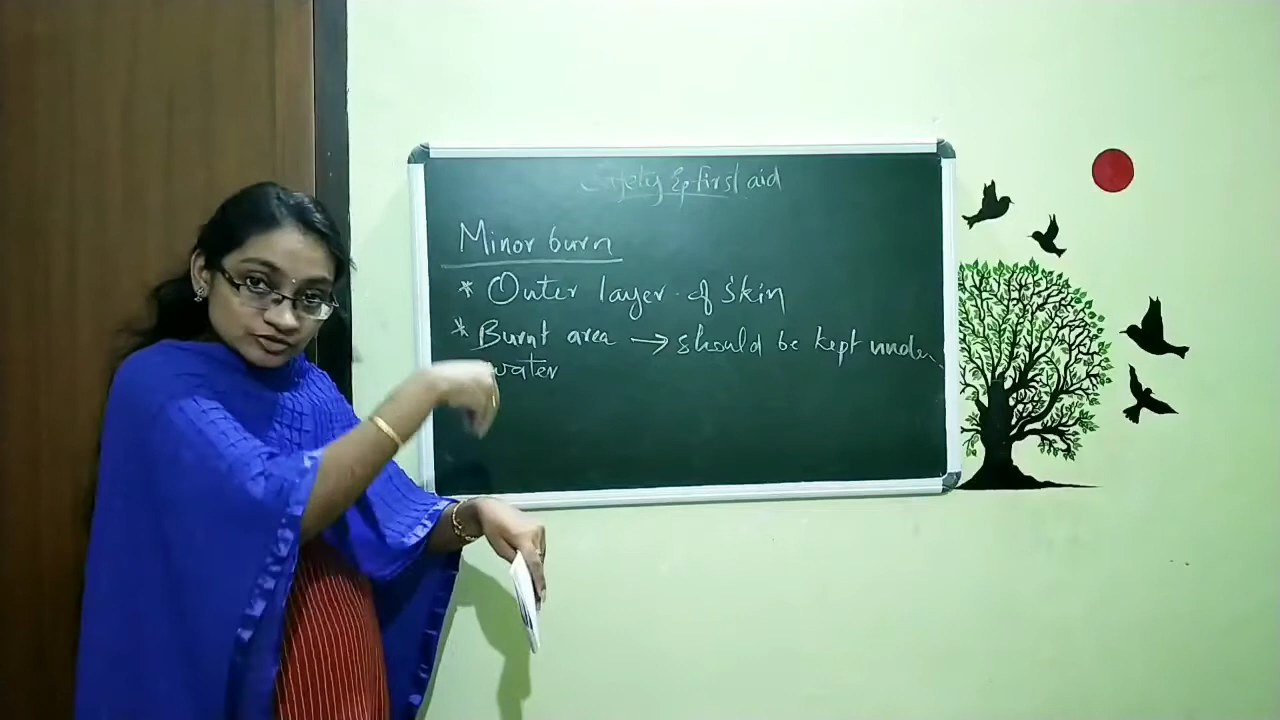 Safety & First aid
Minor burn
* Outer layer of skin
* Burnt area → should be kept under
water